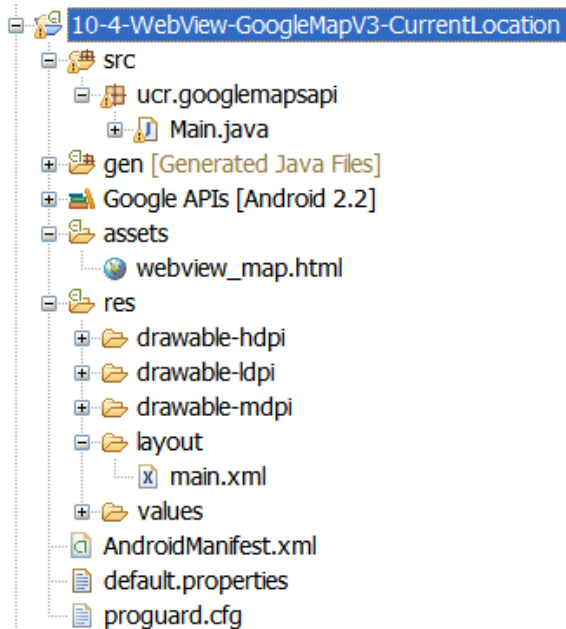 10-4-WebView-GoogleMapV3-CurrentLocation
src
ucr.googlemapsapi
Main.java
gen [Generated Java Files]
Google APIs [Android 2.2]
assets
webview_map.html
res
drawable-hdpi
drawable-ldpi
drawable-mdpi
layout
main.xml
values
AndroidManifest.xml
default.properties
proguard.cfg